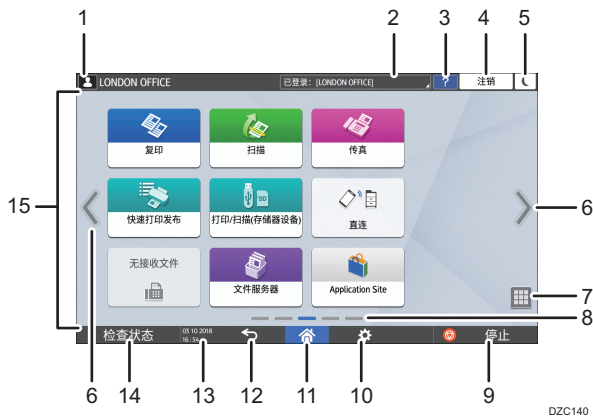 1 2 3 4 5
LONDON OFFICE 已登录: [LONDON OFFICE] ? 注销
复印 扫描 传真
15 6
快速打印发布 SD 打印/扫描(存储器设备) 直连
无接收文件 文件服务器 Application Site
7
8
检查状态 03 10 2018 停止
16 : 54
6 14 13 12 11 10 9
DZC140